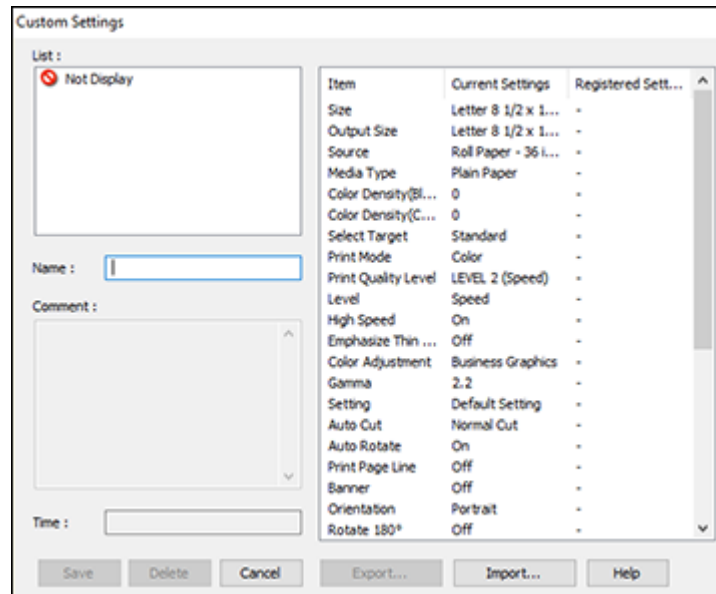 Custom Settings
List :
Not Display
Name :
Comment :
Time :
Item Current Settings Registered Sett...
Size Letter 8 1/2 x 1... -
Output Size Letter 8 1/2 x 1... -
Source Roll Paper - 36 i... -
Media Type Plain Paper -
Color Density(Bl... 0 -
Color Density(C... 0 -
Select Target Standard -
Print Mode Color -
Print Quality Level LEVEL 2 (Speed) -
Level Speed -
High Speed On -
Emphasize Thin ... Off -
Color Adjustment Business Graphics -
Gamma 2.2 -
Setting Default Setting -
Auto Cut Normal Cut -
Auto Rotate On -
Print Page Line Off -
Banner Off -
Orientation Portrait -
Rotate 180° Off -
Save Delete Cancel Export... Import... Help